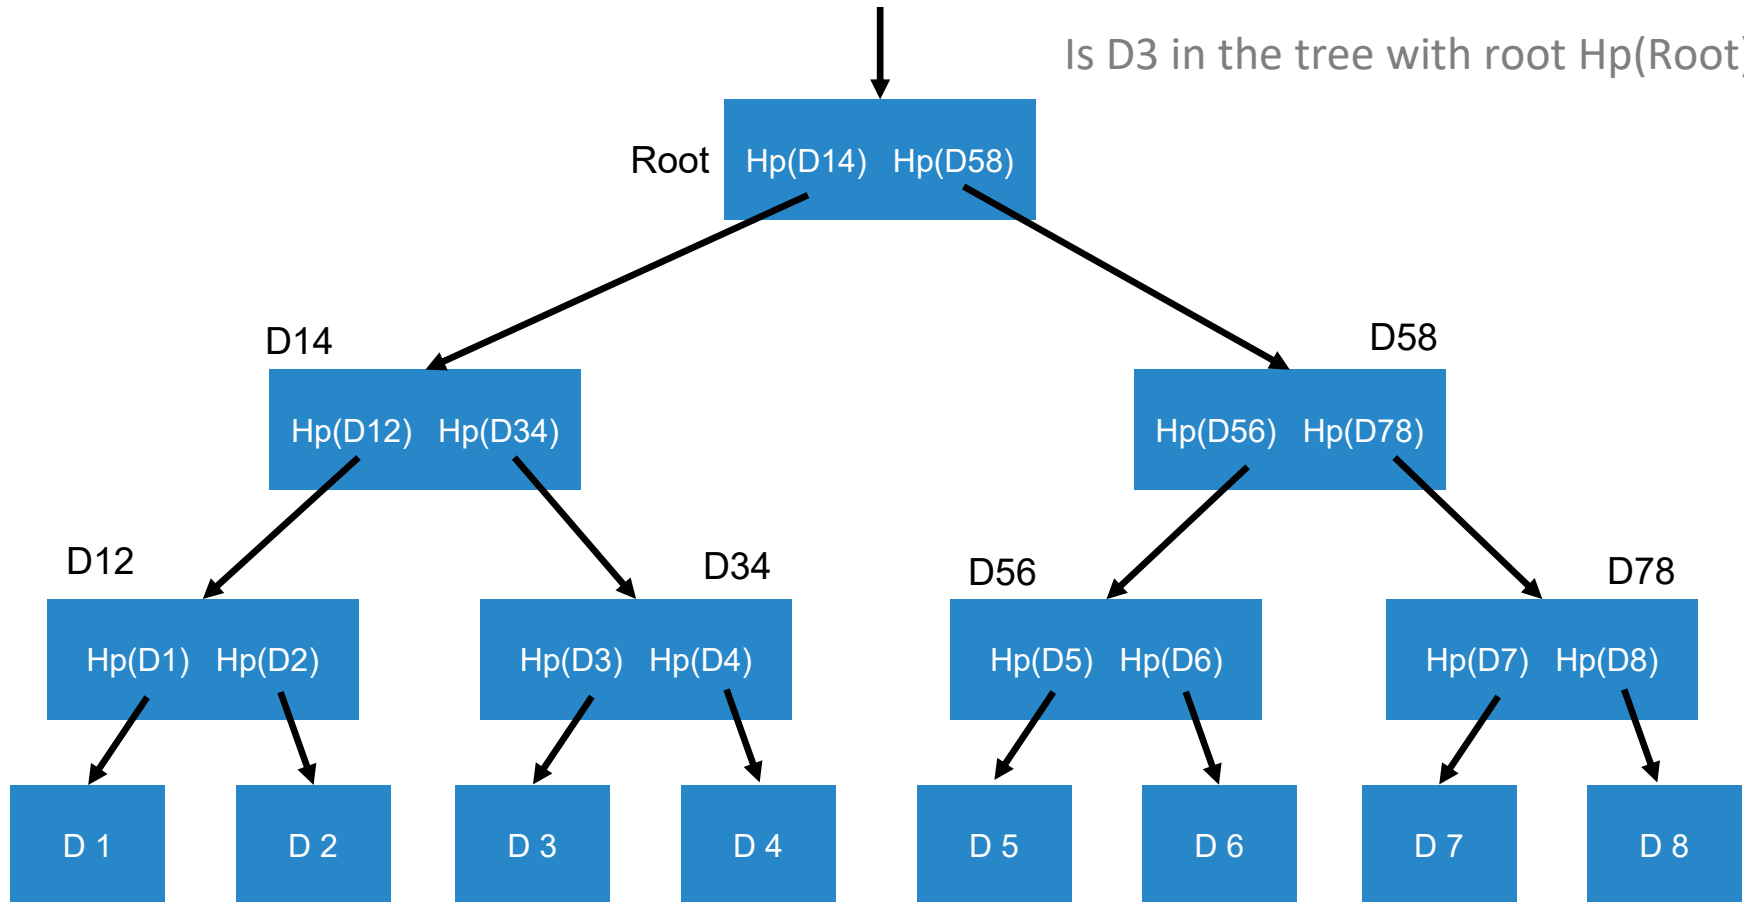 Is D3 in the tree with root Hp(Root)
Root
Hp(D14) Hp(D58)
D14
D58
Hp(D12) Hp(D34)
Hp(D56) Hp(D78)
D12
D34
D56
D78
Hp(D1) Hp(D2)
Hp(D3) Hp(D4)
Hp(D5) Hp(D6)
Hp(D7) Hp(D8)
D 1
D 2
D 3
D 4
D 5
D 6
D 7
D 8